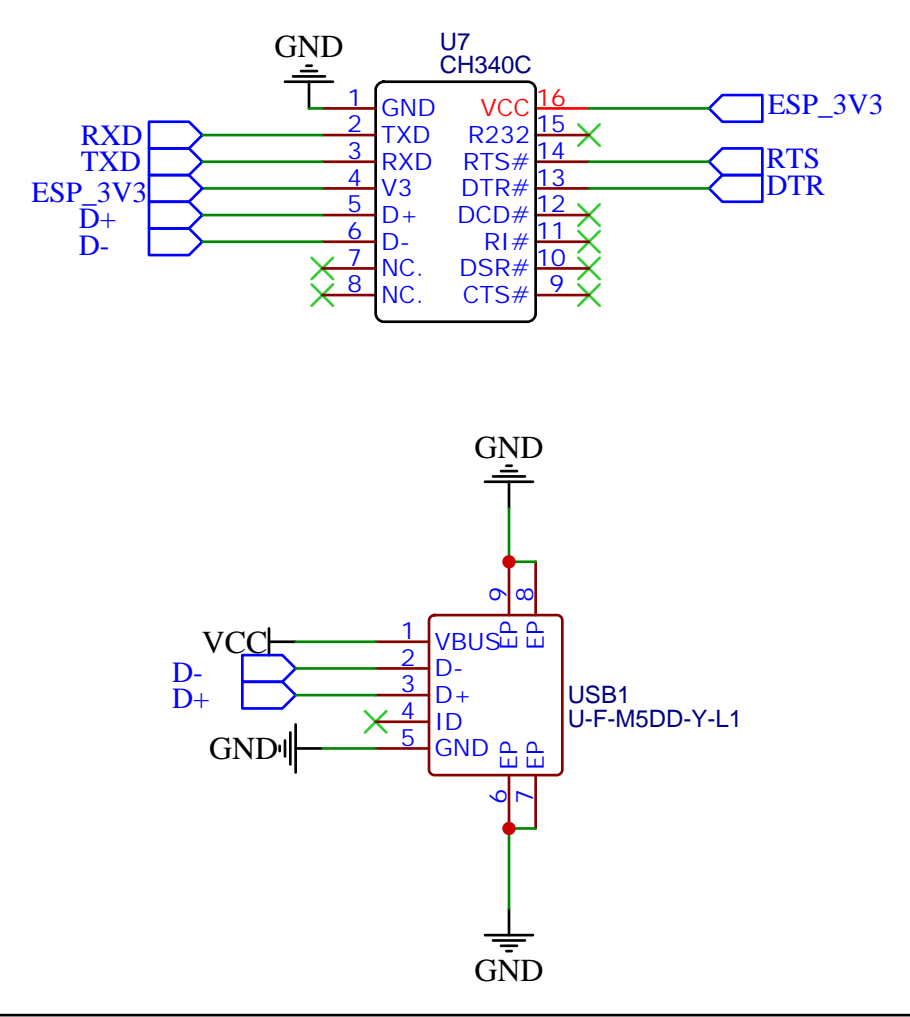 GND
U7
CH340C
1 GND VCC 16 ESP_3V3
RXD 2 TXD R232 15
TXD 3 RXD RTS# 14 RTS
ESP_3V3 4 V3 DTR# 13 DTR
D+ 5 D+ DCD# 12
D- 6 D- RI# 11
7 NC. DSR# 10
8 NC. CTS# 9
GND
9 8
EP EP
VCC 1 VBUS
D- 2 D-
D+ 3 D+ USB1
4 ID U-F-M5DD-Y-L1
GND 5 GND
EP EP
6 7
GND